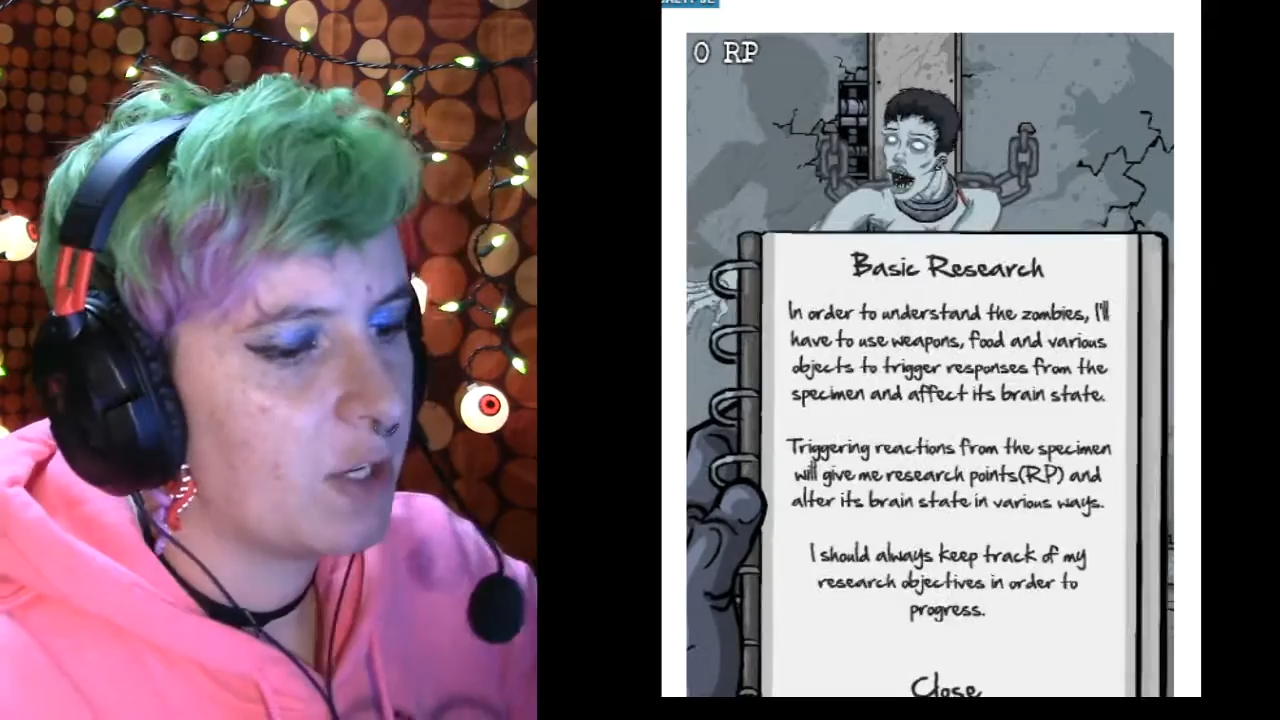 0 RP
Basic Research
In order to understand the zombies, I'll
have to use weapons, food and various
objects to trigger responses from the
specimen and affect its brain state.
Triggering reactions from the specimen
will give me research points(RP) and
alter its brain state in various ways.
I should always keep track of my
research objectives in order to
progress.
Close